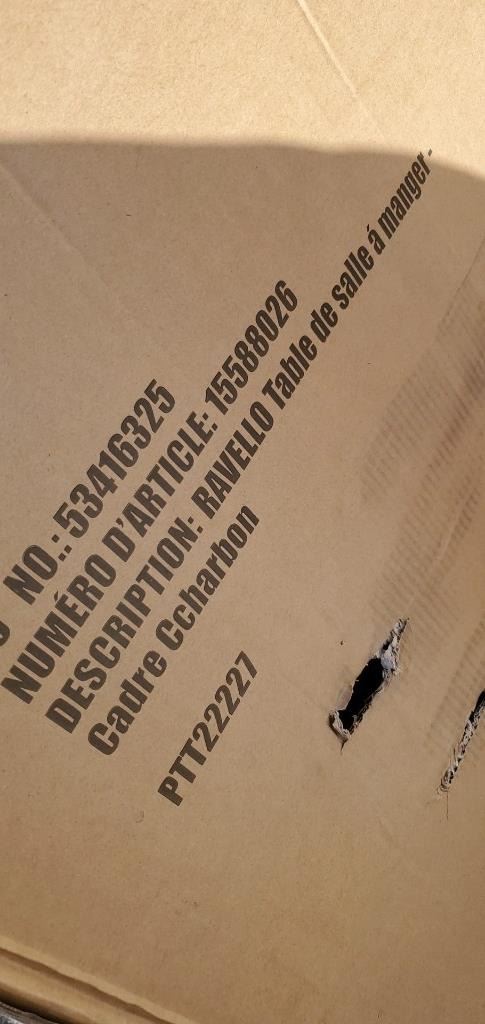 NO.: 53416325
NUMÉRO D'ARTICLE: 15588026
DESCRIPTION: RAVELLO Table de salle á manger -
Cadre Ccharbon
PTT22227